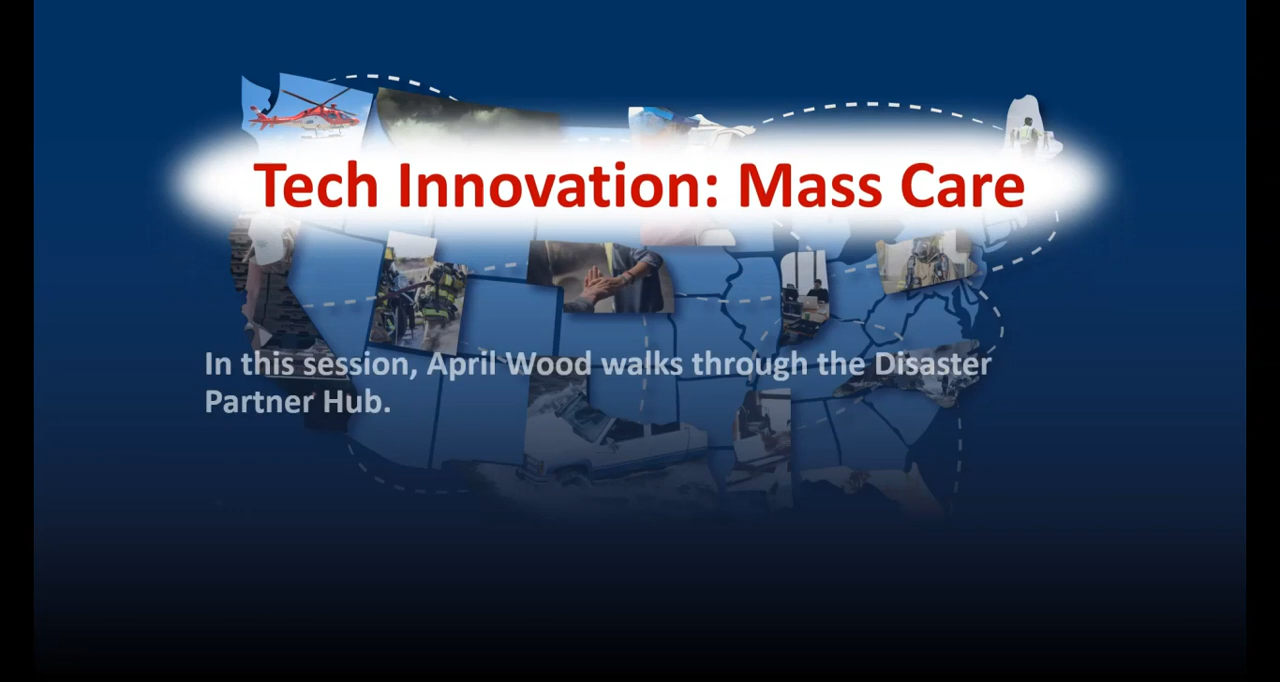 Tech Innovation: Mass Care
In this session, April Wood walks through the Disaster
Partner Hub.